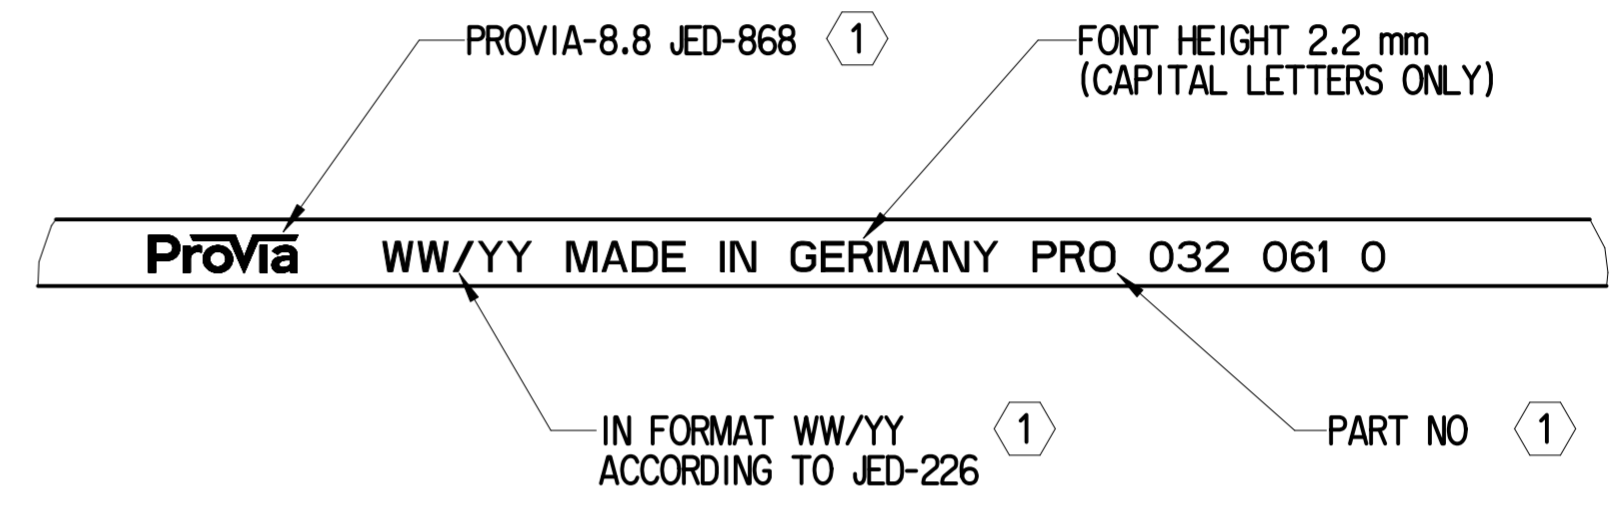 PROVIA-8.8 JED-868 1
FONT HEIGHT 2.2 mm
(CAPITAL LETTERS ONLY)
ProVia WW/YY MADE IN GERMANY PRO 032 061 0
IN FORMAT WW/YY 1
ACCORDING TO JED-226
PART NO 1